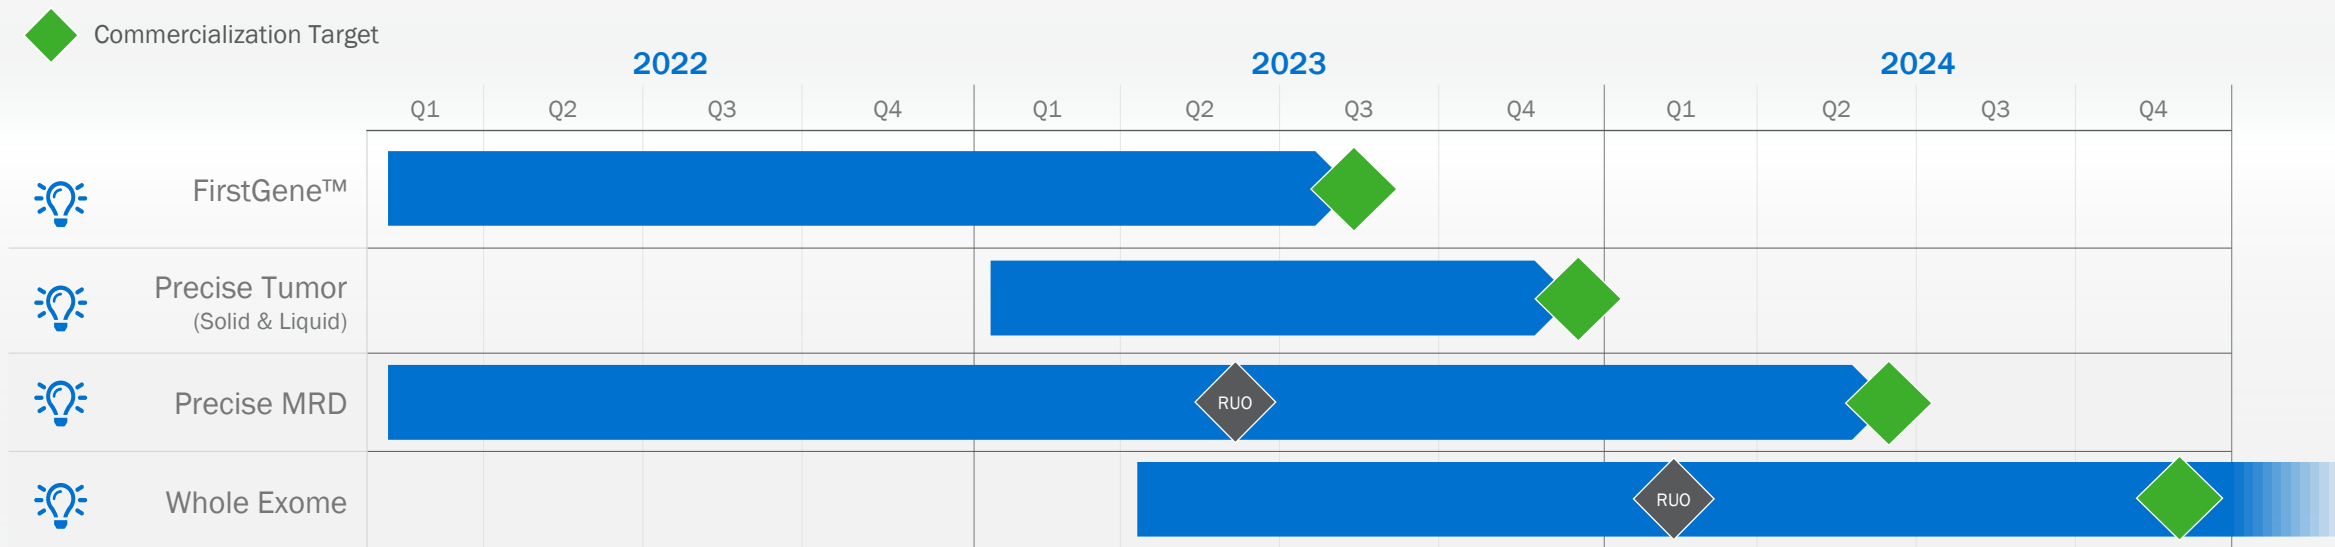 Commercialization Target
2022 2023 2024
Q1 Q2 Q3 Q4 Q1 Q2 Q3 Q4 Q1 Q2 Q3 Q4
FirstGene™
Precise Tumor
(Solid & Liquid)
Precise MRD RUO
Whole Exome RUO